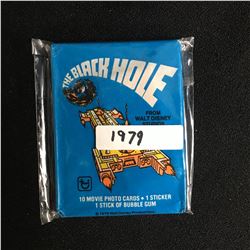 THE BLACK HOLE
FROM
WALT DISNEY
1979
10 MOVIE PHOTO CARDS • 1 STICKER
1 STICK OF BUBBLE GUM